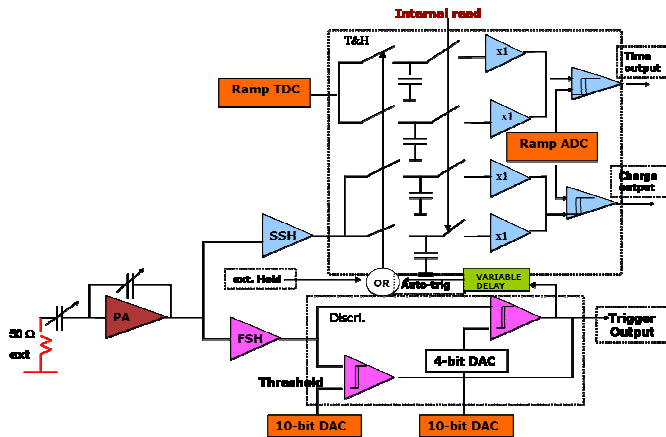 Internal read
T&H
x1
Time
output
Ramp TDC
x1
Ramp ADC
x1
Charge
output
SSH
x1
ext. Hold
OR
Auto-trig
VARIABLE
DELAY
PA
50 Ω
ext
FSH
Discri.
Trigger
Output
4-bit DAC
Threshold
10-bit DAC
10-bit DAC